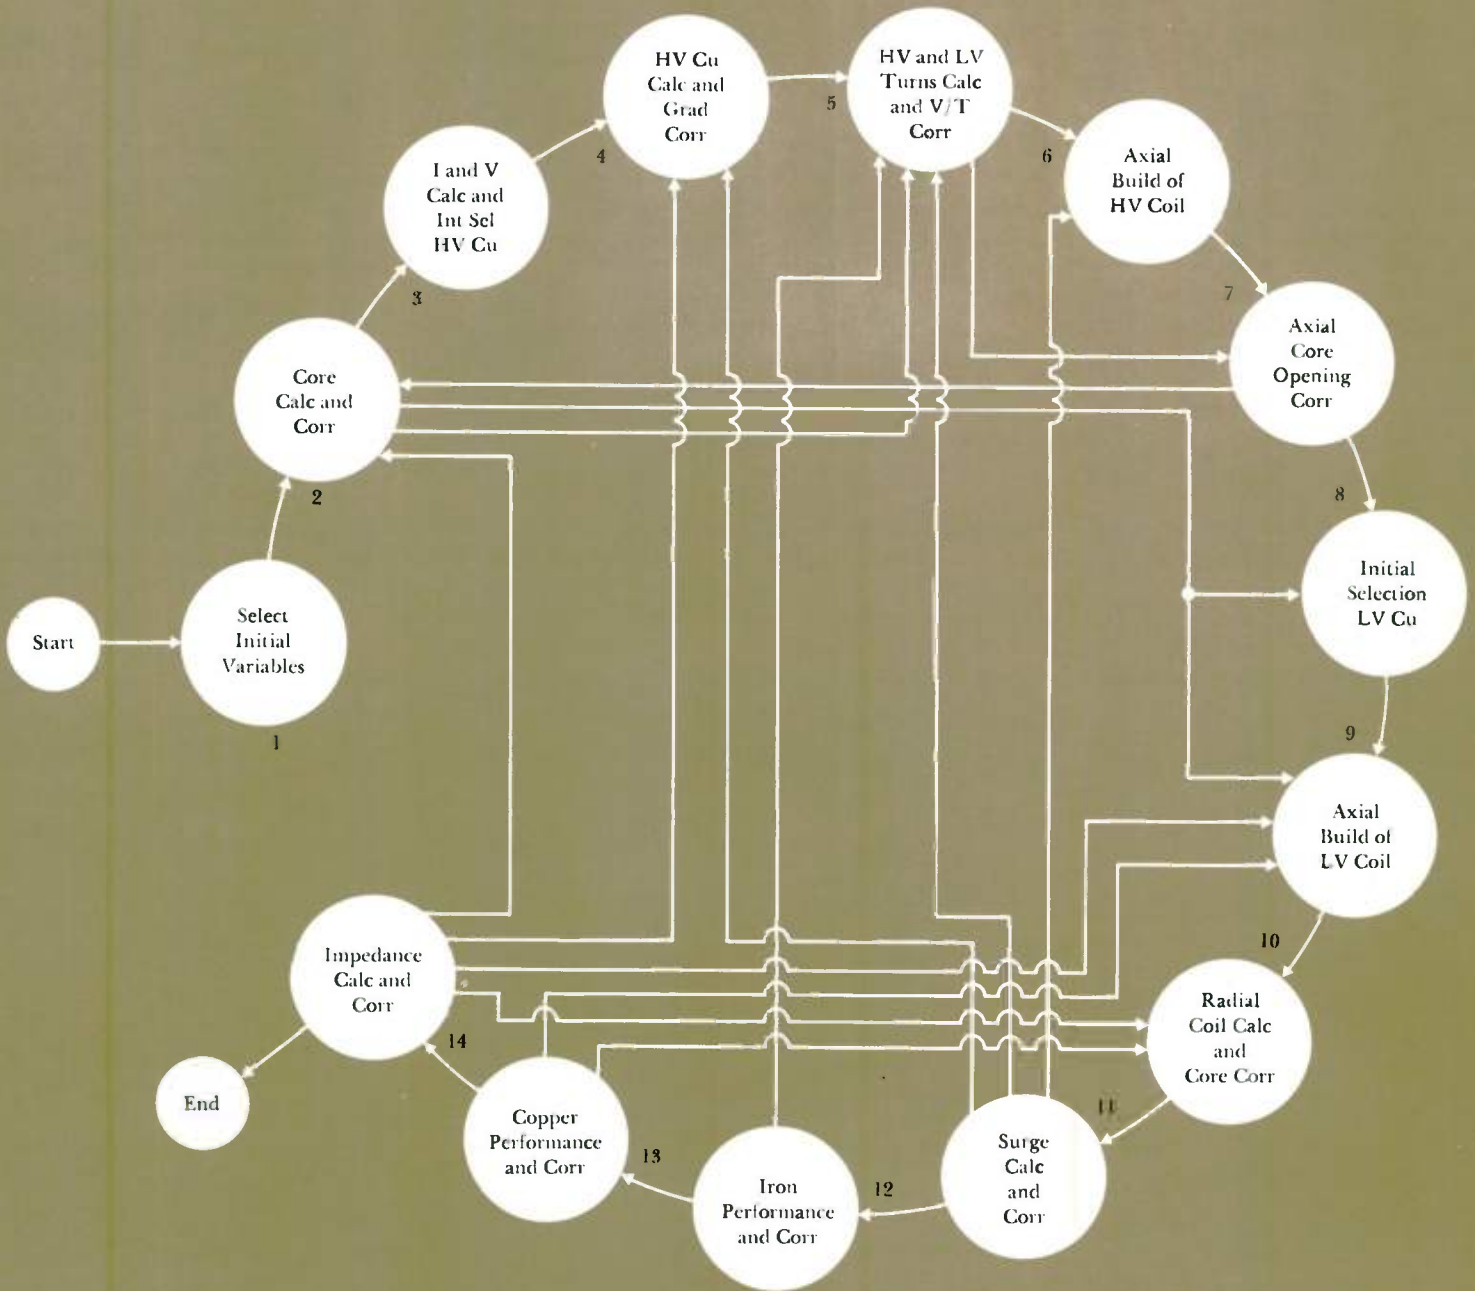 Start
Select
Initial
Variables
1
Core
Calc and
Corr
2
I and V
Calc and
Int Sel
HV Cu
3
HV Cu
Calc and
Grad
Corr
4
HV and LV
Turns Calc
and V/T
Corr
5
Axial
Build of
HV Coil
6
Axial
Core
Opening
Corr
7
Initial
Selection
LV Cu
8
Axial
Build of
LV Coil
9
Radial
Coil Calc
and
Core Corr
10
Surge
Calc
and
Corr
11
Iron
Performance
and Corr
12
Copper
Performance
and Corr
13
Impedance
Calc and
Corr
14
End